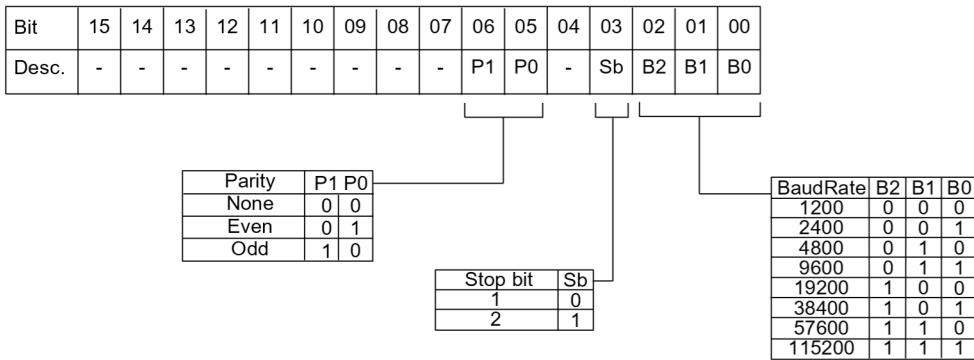 Bit 15 14 13 12 11 10 09 08 07 06 05 04 03 02 01 00
Desc. - - - - - - - - - P1 P0 - Sb B2 B1 B0
Parity P1 P0
None 0 0
Even 0 1
Odd 1 0
Stop bit Sb
1 0
2 1
BaudRate B2 B1 B0
1200 0 0 0
2400 0 0 1
4800 0 1 0
9600 0 1 1
19200 1 0 0
38400 1 0 1
57600 1 1 0
115200 1 1 1